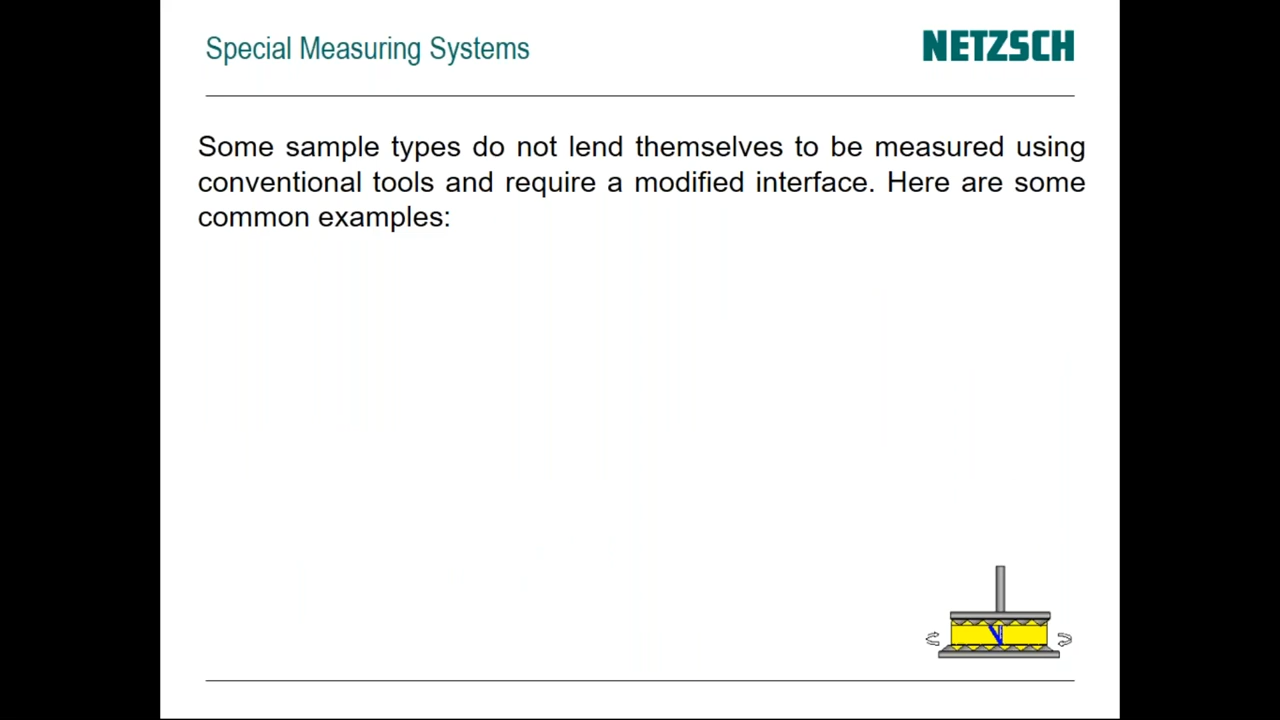 Special Measuring Systems
NETZSCH
Some sample types do not lend themselves to be measured using
conventional tools and require a modified interface. Here are some
common examples: